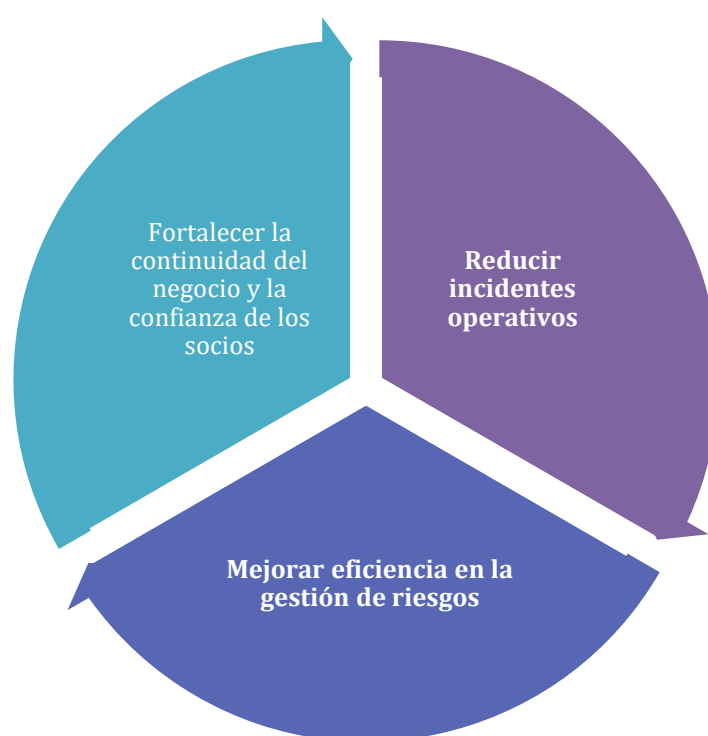 Fortalecer la
continuidad del
negocio y la
confianza de los
socios
Reducir
incidentes
operativos
Mejorar eficiencia en la
gestión de riesgos